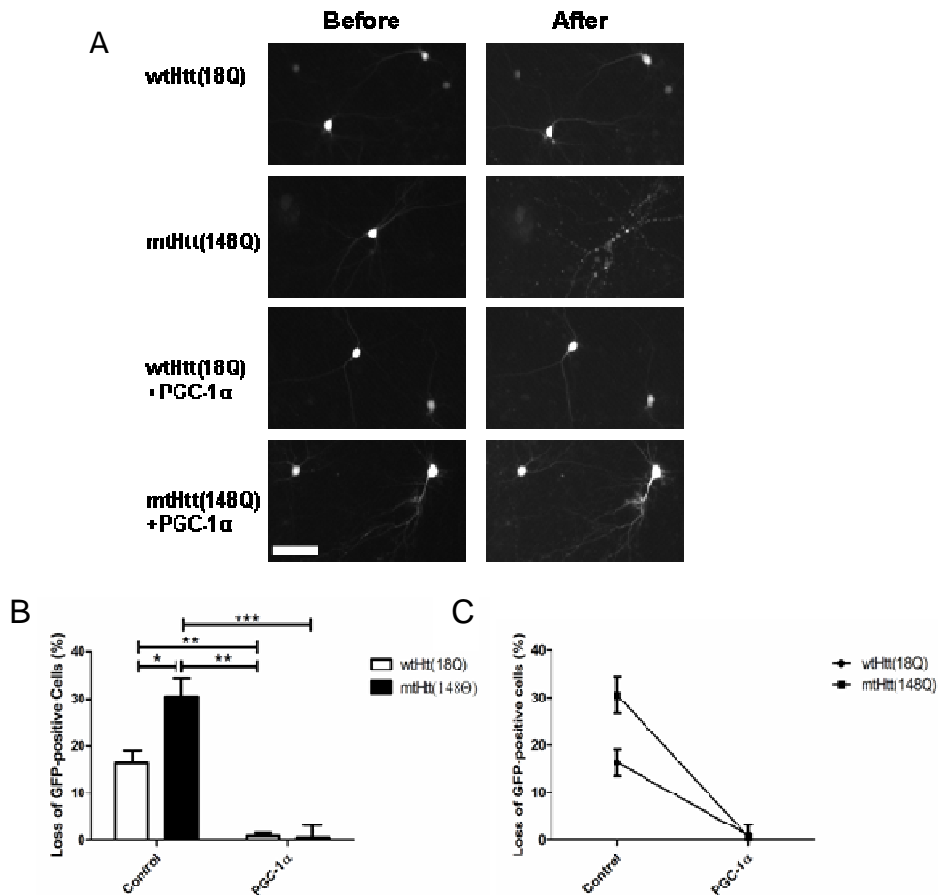 Before After
A
wtHtt(18Q)
mtHtt(148Q)
wtHtt(18Q)
+PGC-1α
mtHtt(148Q)
+PGC-1α
B
Loss of GFP-positive Cells (%)
40
30
20
10
0
***
**
* **
Control
PGC-1α
wtHtt(18Q)
mtHtt(148Θ)
C
Loss of GFP-positive cells (%)
40
30
20
10
0
Control
PGC-1α
wtHtt(18Q)
mtHtt(148Q)